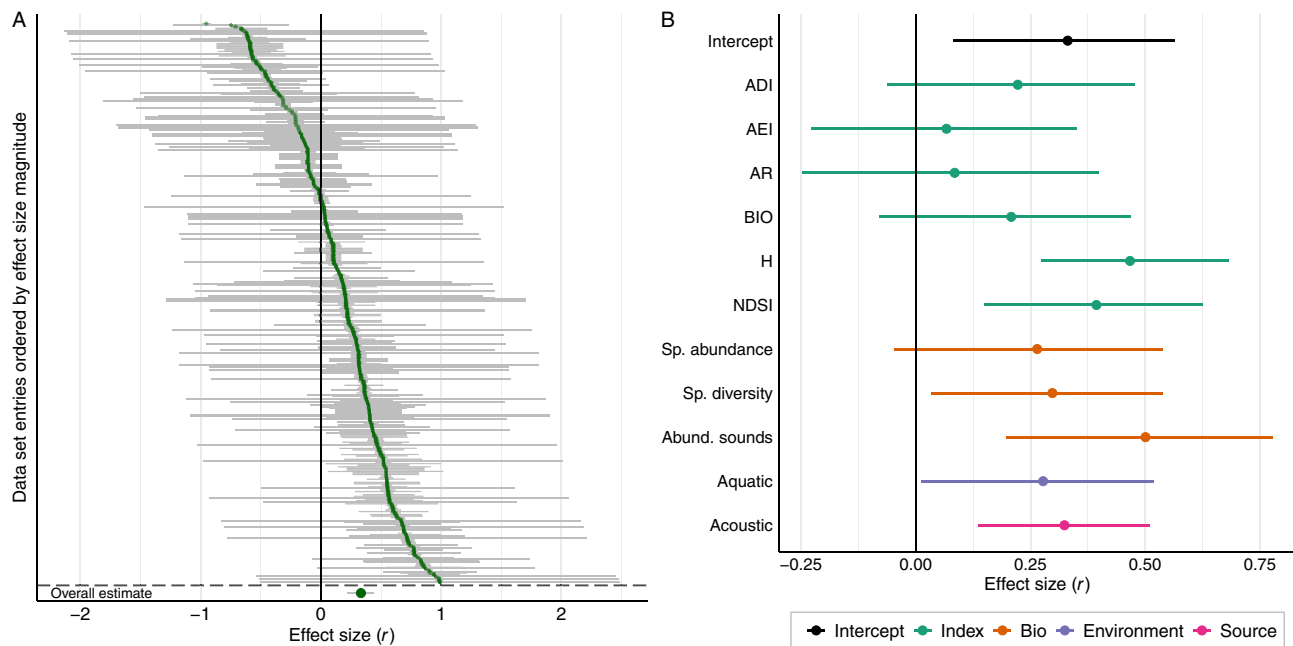 A
Data set entries ordered by effect size magnitude
Overall estimate
−2
−1
0
1
2
Effect size (r)
B
Intercept
ADI
AEI
AR
BIO
H
NDSI
Sp. abundance
Sp. diversity
Abund. sounds
Aquatic
Acoustic
−0.25
0.00
0.25
0.50
0.75
Effect size (r)
Intercept Index Bio Environment Source